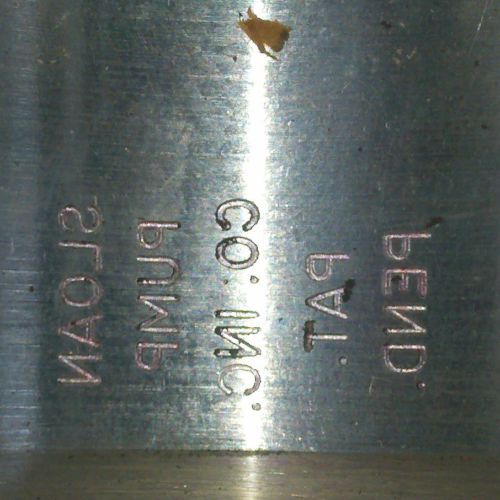 SLOAN
PUMP
CO. INC.
PAT.
PEND.